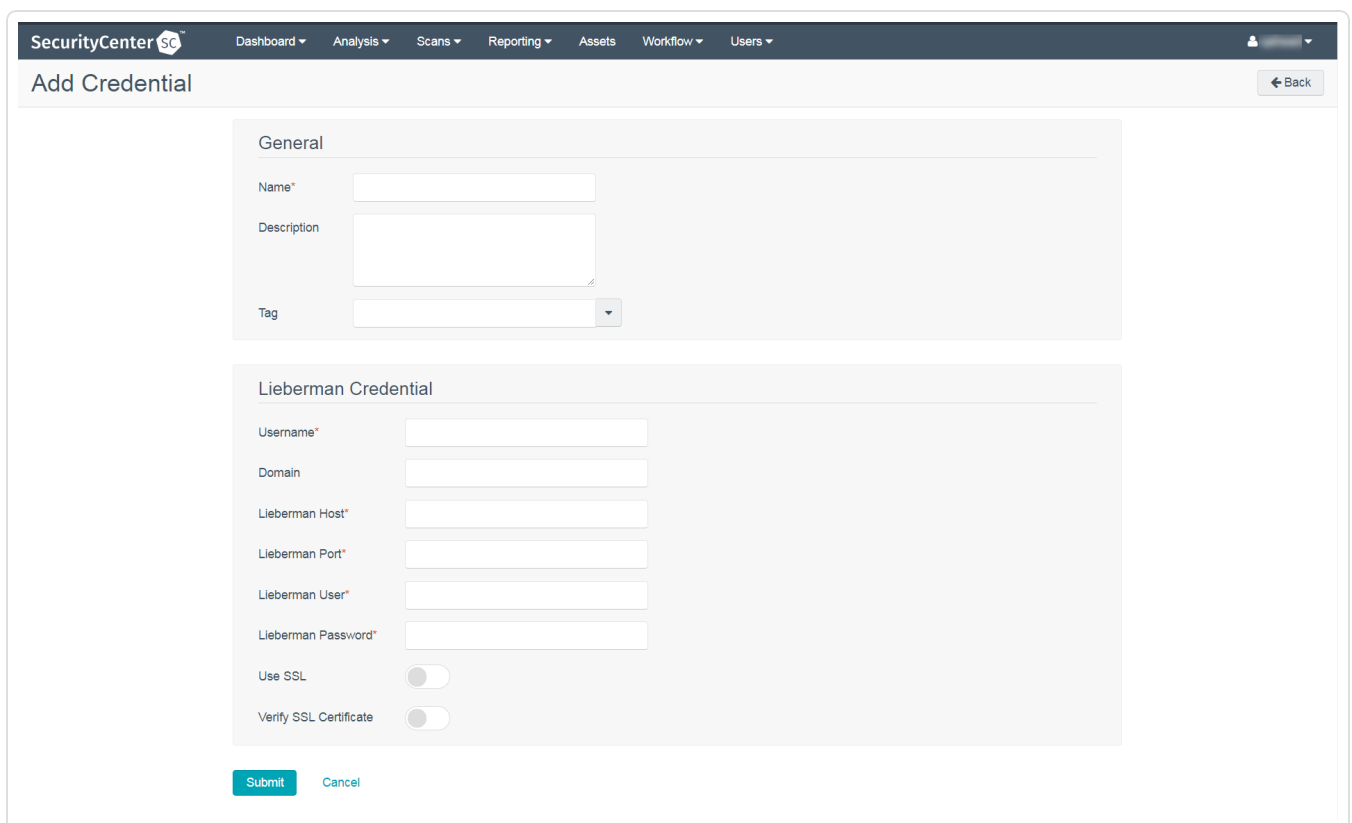 SecurityCenter SC™ Dashboard Analysis Scans Reporting Assets Workflow Users
Add Credential Back
General
Name*
Description
Tag
Lieberman Credential
Username*
Domain
Lieberman Host*
Lieberman Port*
Lieberman User*
Lieberman Password*
Use SSL
Verify SSL Certificate
Submit Cancel